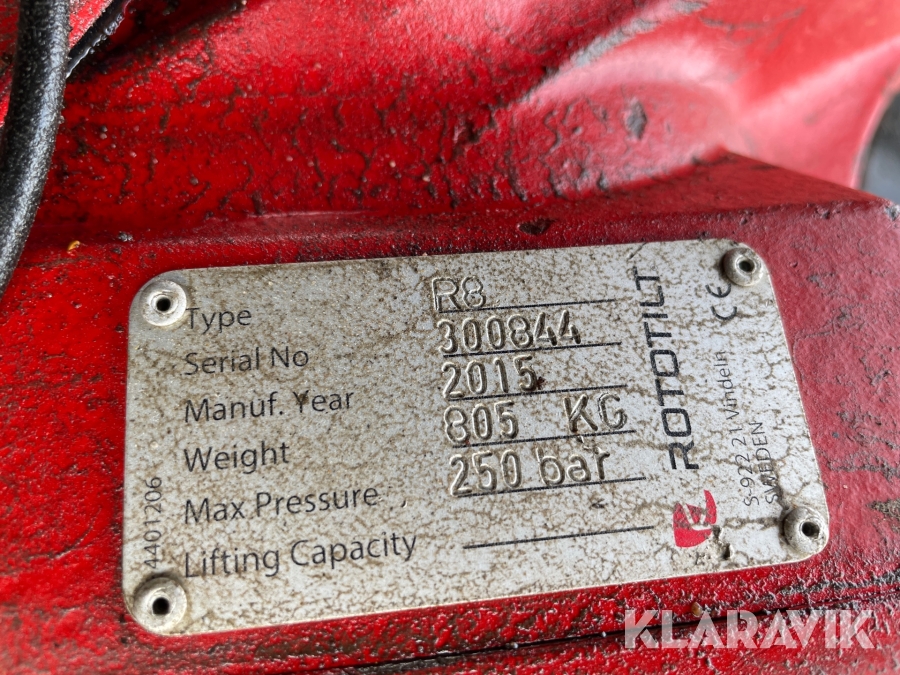 Type R8
Serial No 300844
Manuf. Year 2015
Weight 805 KG
Max Pressure 250 bar
Lifting Capacity
4401206
ROTOTILT
S-922 21 Vindeln
SWEDEN
CE
KLARAVIK